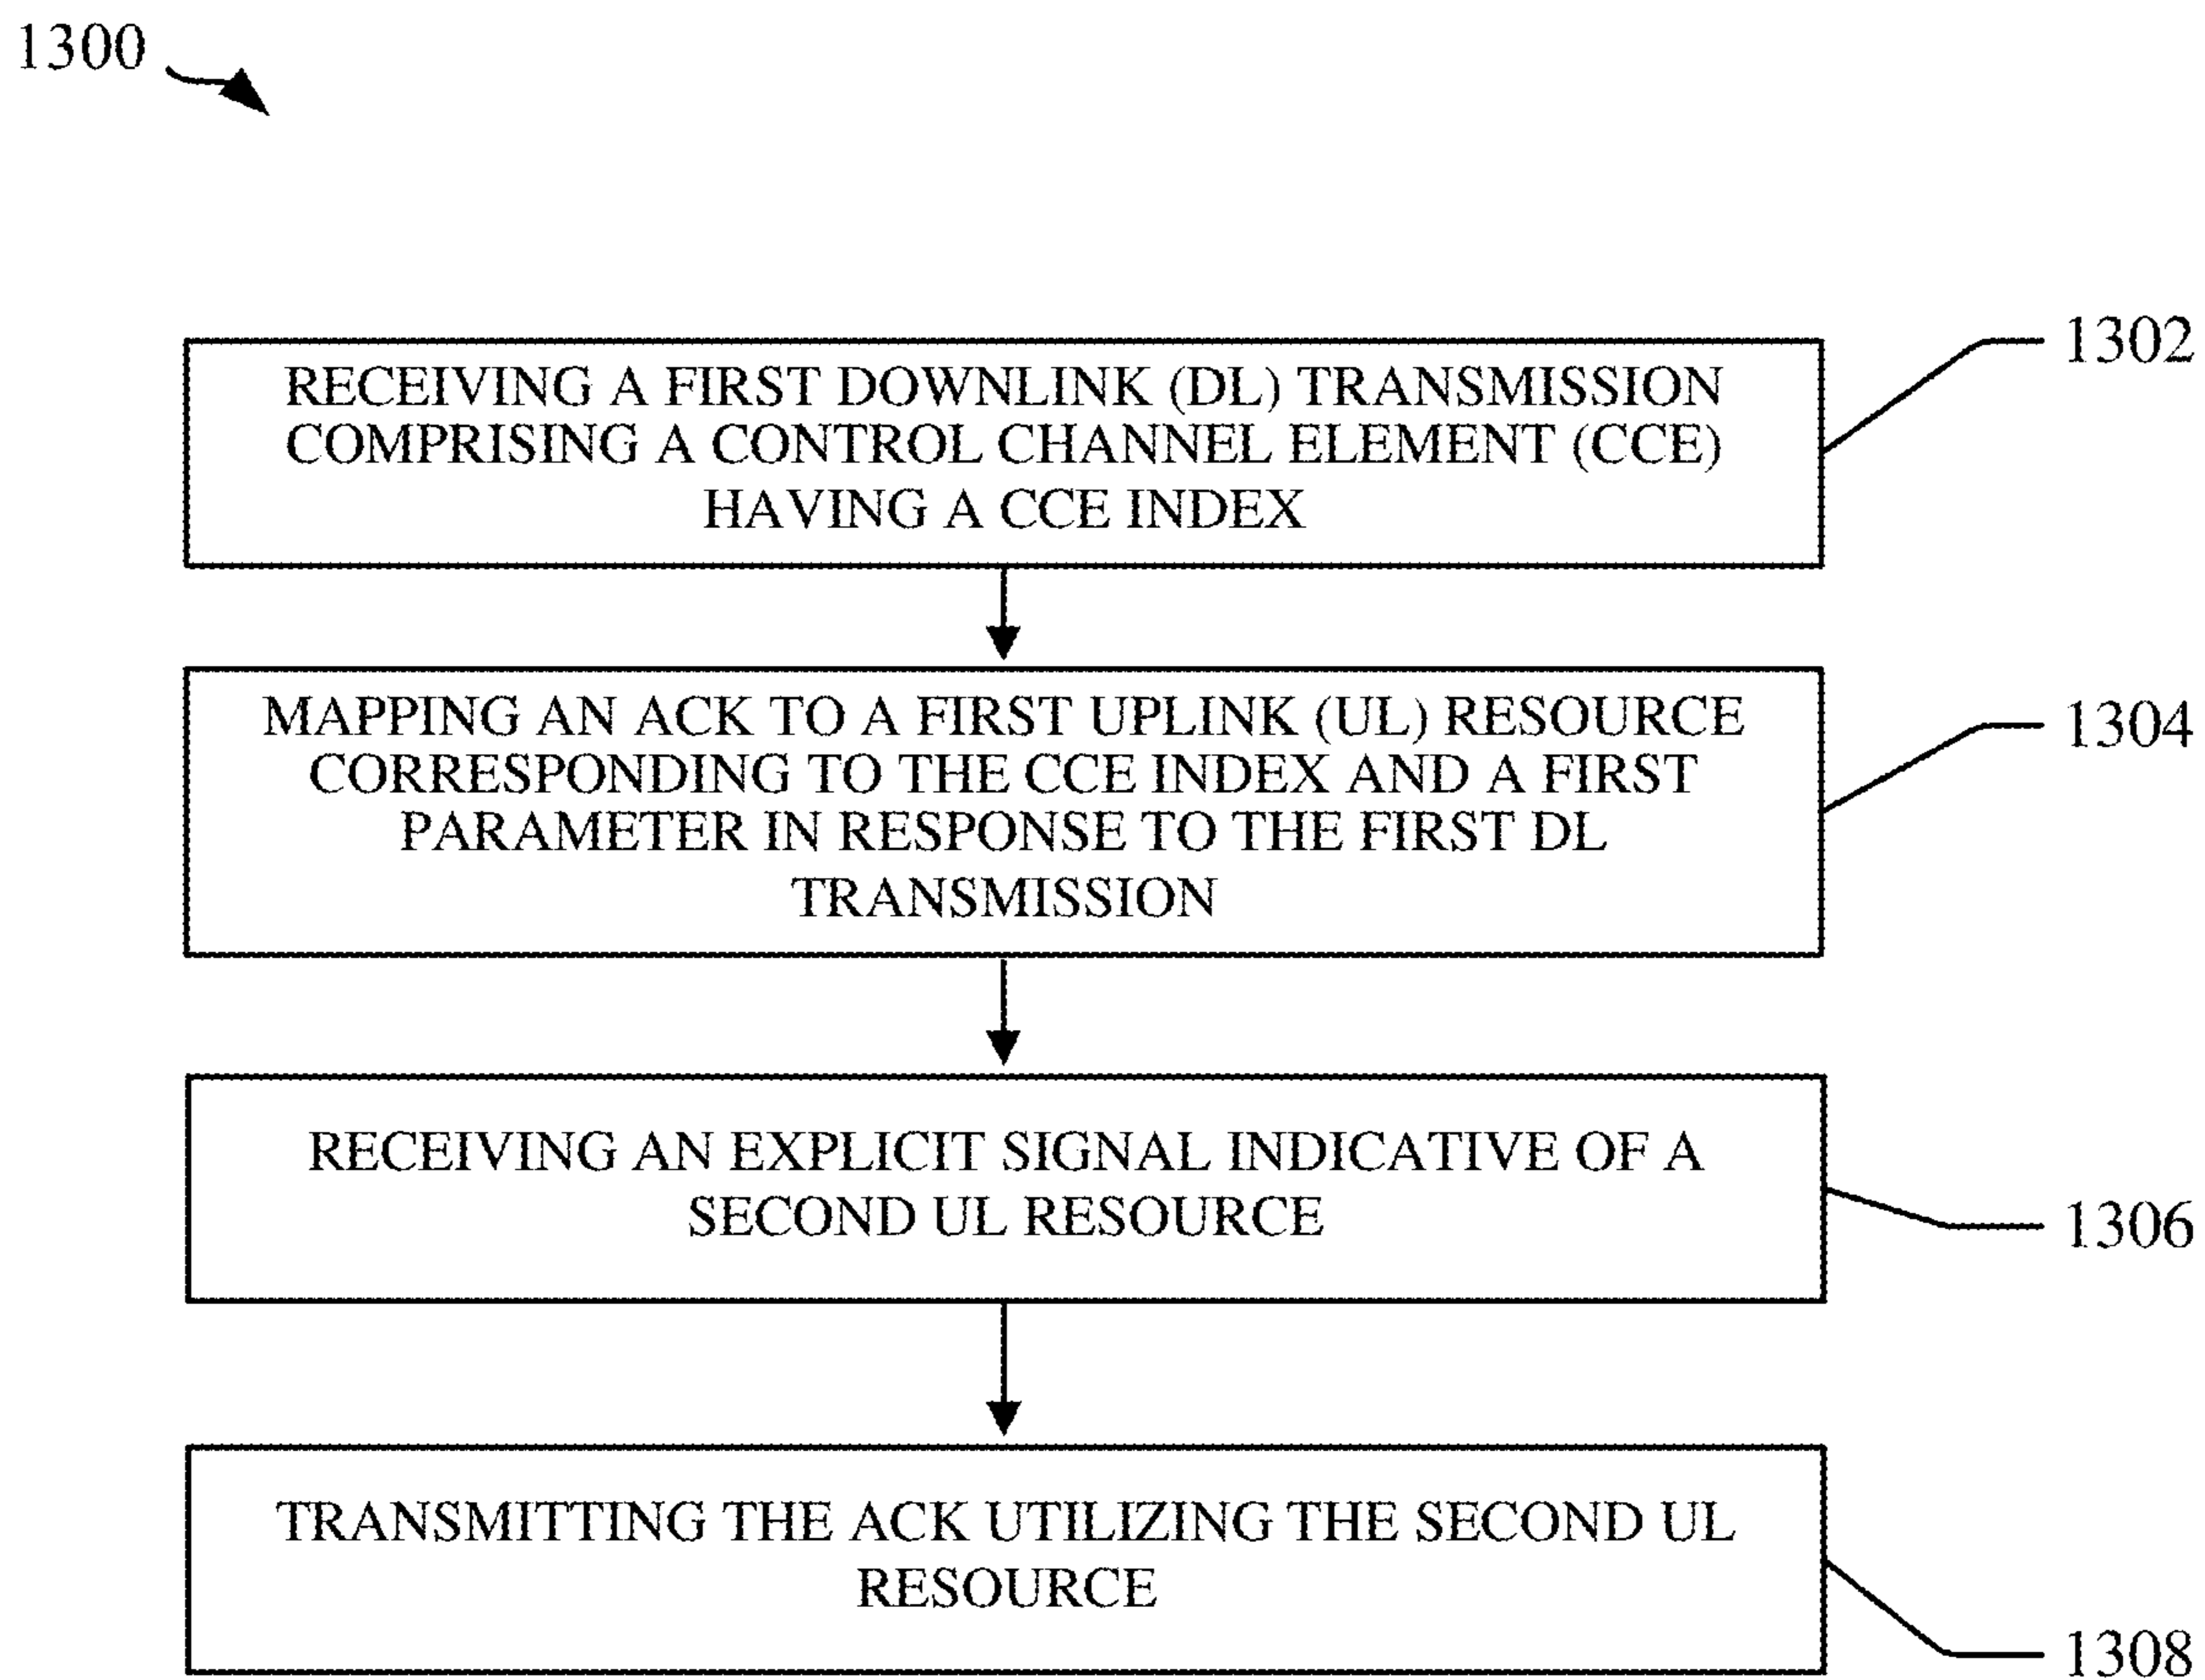 1300
RECEIVING A FIRST DOWNLINK (DL) TRANSMISSION
COMPRISING A CONTROL CHANNEL ELEMENT (CCE)
HAVING A CCE INDEX
1302
MAPPING AN ACK TO A FIRST UPLINK (UL) RESOURCE
CORRESPONDING TO THE CCE INDEX AND A FIRST
PARAMETER IN RESPONSE TO THE FIRST DL
TRANSMISSION
1304
RECEIVING AN EXPLICIT SIGNAL INDICATIVE OF A
SECOND UL RESOURCE
1306
TRANSMITTING THE ACK UTILIZING THE SECOND UL
RESOURCE
1308